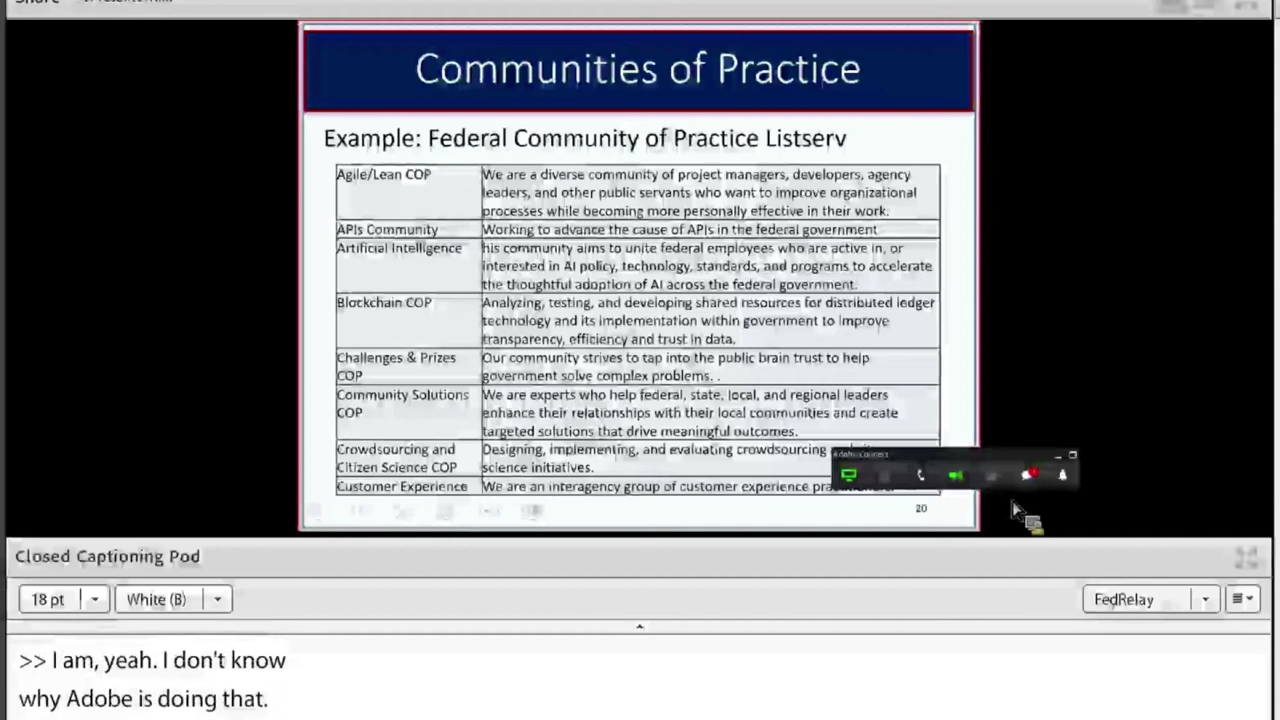 Communities of Practice
Example: Federal Community of Practice Listserv
Agile/Lean COP
We are a diverse community of project managers, developers, agency
leaders, and other public servants who want to improve organizational
processes while becoming more personally effective in their work.
APIs Community
Working to advance the cause of APIs in the federal government
Artificial Intelligence
his community aims to unite federal employees who are active in, or
interested in AI policy, technology, standards, and programs to accelerate
the thoughtful adoption of AI across the federal government.
Blockchain COP
Analyzing, testing, and developing shared resources for distributed ledger
technology and its implementation within government to improve
transparency, efficiency and trust in data.
Challenges & Prizes
COP
Our community strives to tap into the public brain trust to help
government solve complex problems. .
Community Solutions
COP
We are experts who help federal, state, local, and regional leaders
enhance their relationships with their local communities and create
targeted solutions that drive meaningful outcomes.
Crowdsourcing and
Citizen Science COP
Designing, implementing, and evaluating crowdsourcing
science initiatives.
Customer Experience
We are an interagency group of customer experience
Adobe Connect
20
Closed Captioning Pod
18 pt
White (B)
FedRelay
>> I am, yeah. I don't know
why Adobe is doing that.